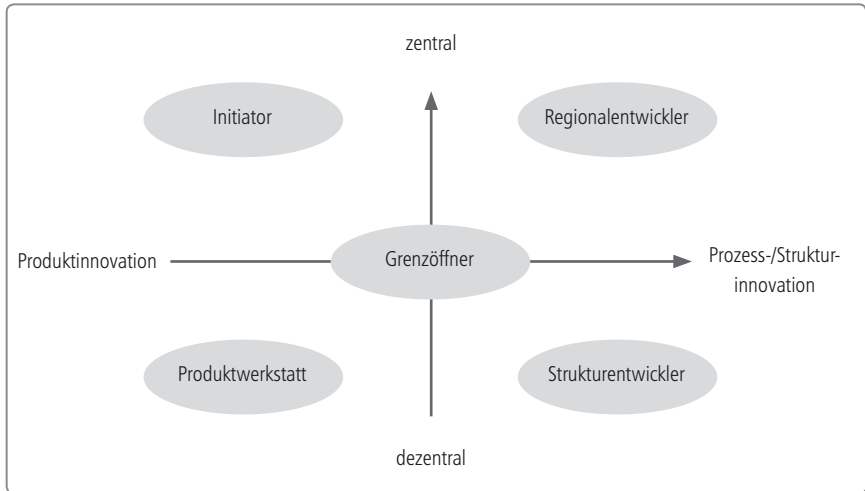 zentral
Initiator
Regionalentwickler
Produktinnovation
Grenzöffner
Prozess-/Struktur-
innovation
Produktwerkstatt
Strukturentwickler
dezentral